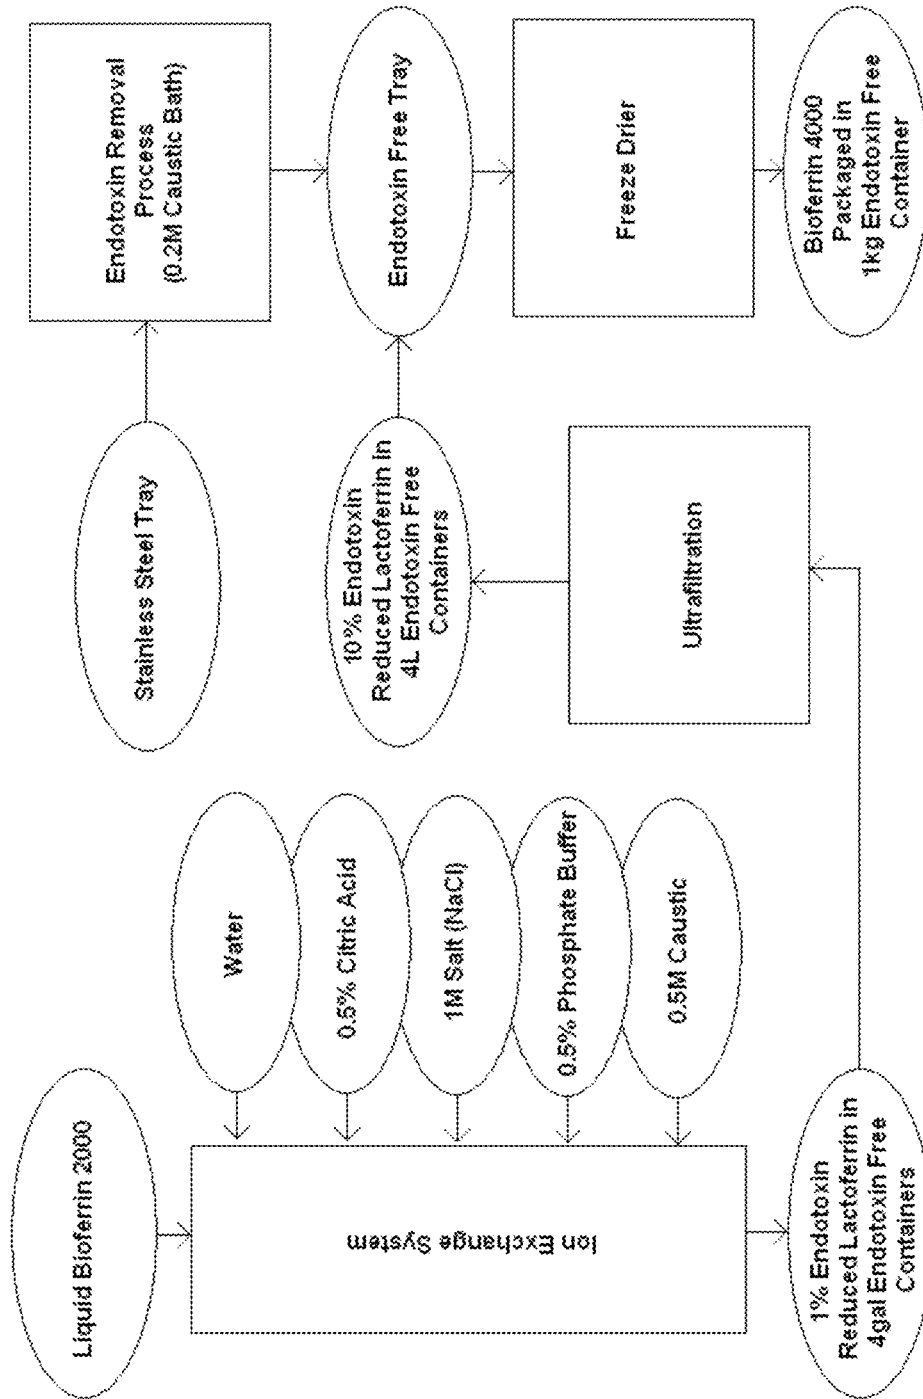 Liquid Bioferrin 2000
Ion Exchange System
Water
0.5% Citric Acid
1M Salt (NaCl)
0.5% Phosphate Buffer
0.5M Caustic
1% Endotoxin
Reduced Lactoferrin in
4gal Endotoxin Free
Containers
Ultrafiltration
10% Endotoxin
Reduced Lactoferrin in
4L Endotoxin Free
Containers
Stainless Steel Tray
Endotoxin Removal
Process
(0.2M Caustic Bath)
Endotoxin Free Tray
Freeze Drier
Bioferrin 4000
Packaged in
1kg Endotoxin Free
Container